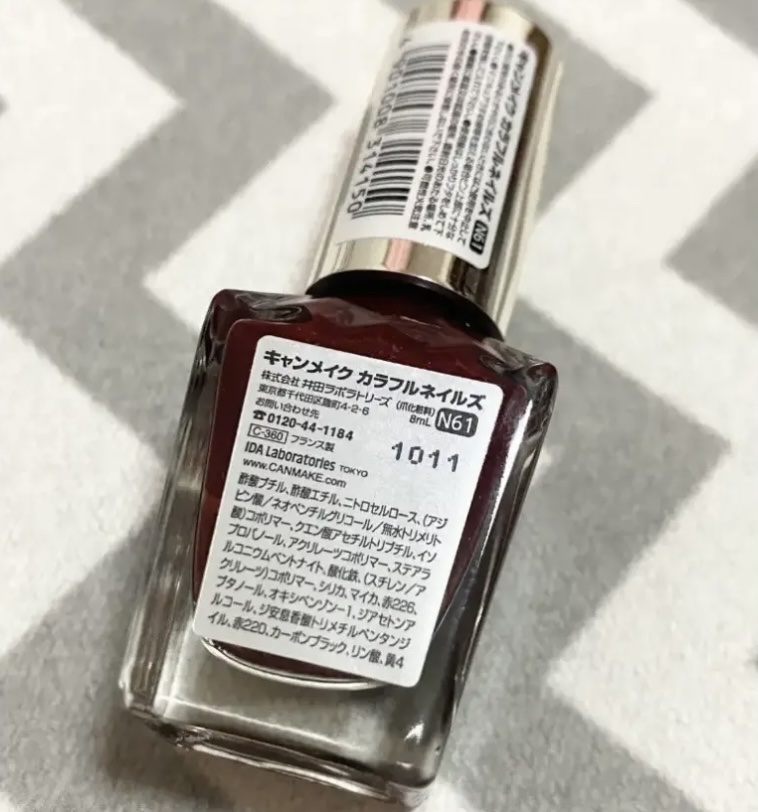 キャンメイク カラフルネイルズ N61
4 901008 314150
キャンメイク カラフルネイルズ
株式会社 井田ラボラトリーズ (爪化粧料)
東京都千代田区麹町4-2-6 8mL N61
お問い合わせ先
☎0120-44-1184
C-360 フランス製
1011
IDA Laboratories TOKYO
www.CANMAKE.com
酢酸ブチル、酢酸エチル、ニトロセルロース、(アジ
ピン酸/ネオペンチルグリコール/無水トリメリト
酸)コポリマー、クエン酸アセチルトリブチル、イソ
プロパノール、アクリレーツコポリマー、ステアラ
ルコニウムベントナイト、酸化鉄、(スチレン/ア
クリレーツ)コポリマー、シリカ、マイカ、赤226、
ブタノール、オキシベンゾン-1、ジアセトンア
ルコール、ジ安息香酸トリメチルペンタンジ
イル、赤220、カーボンブラック、リン酸、黄4